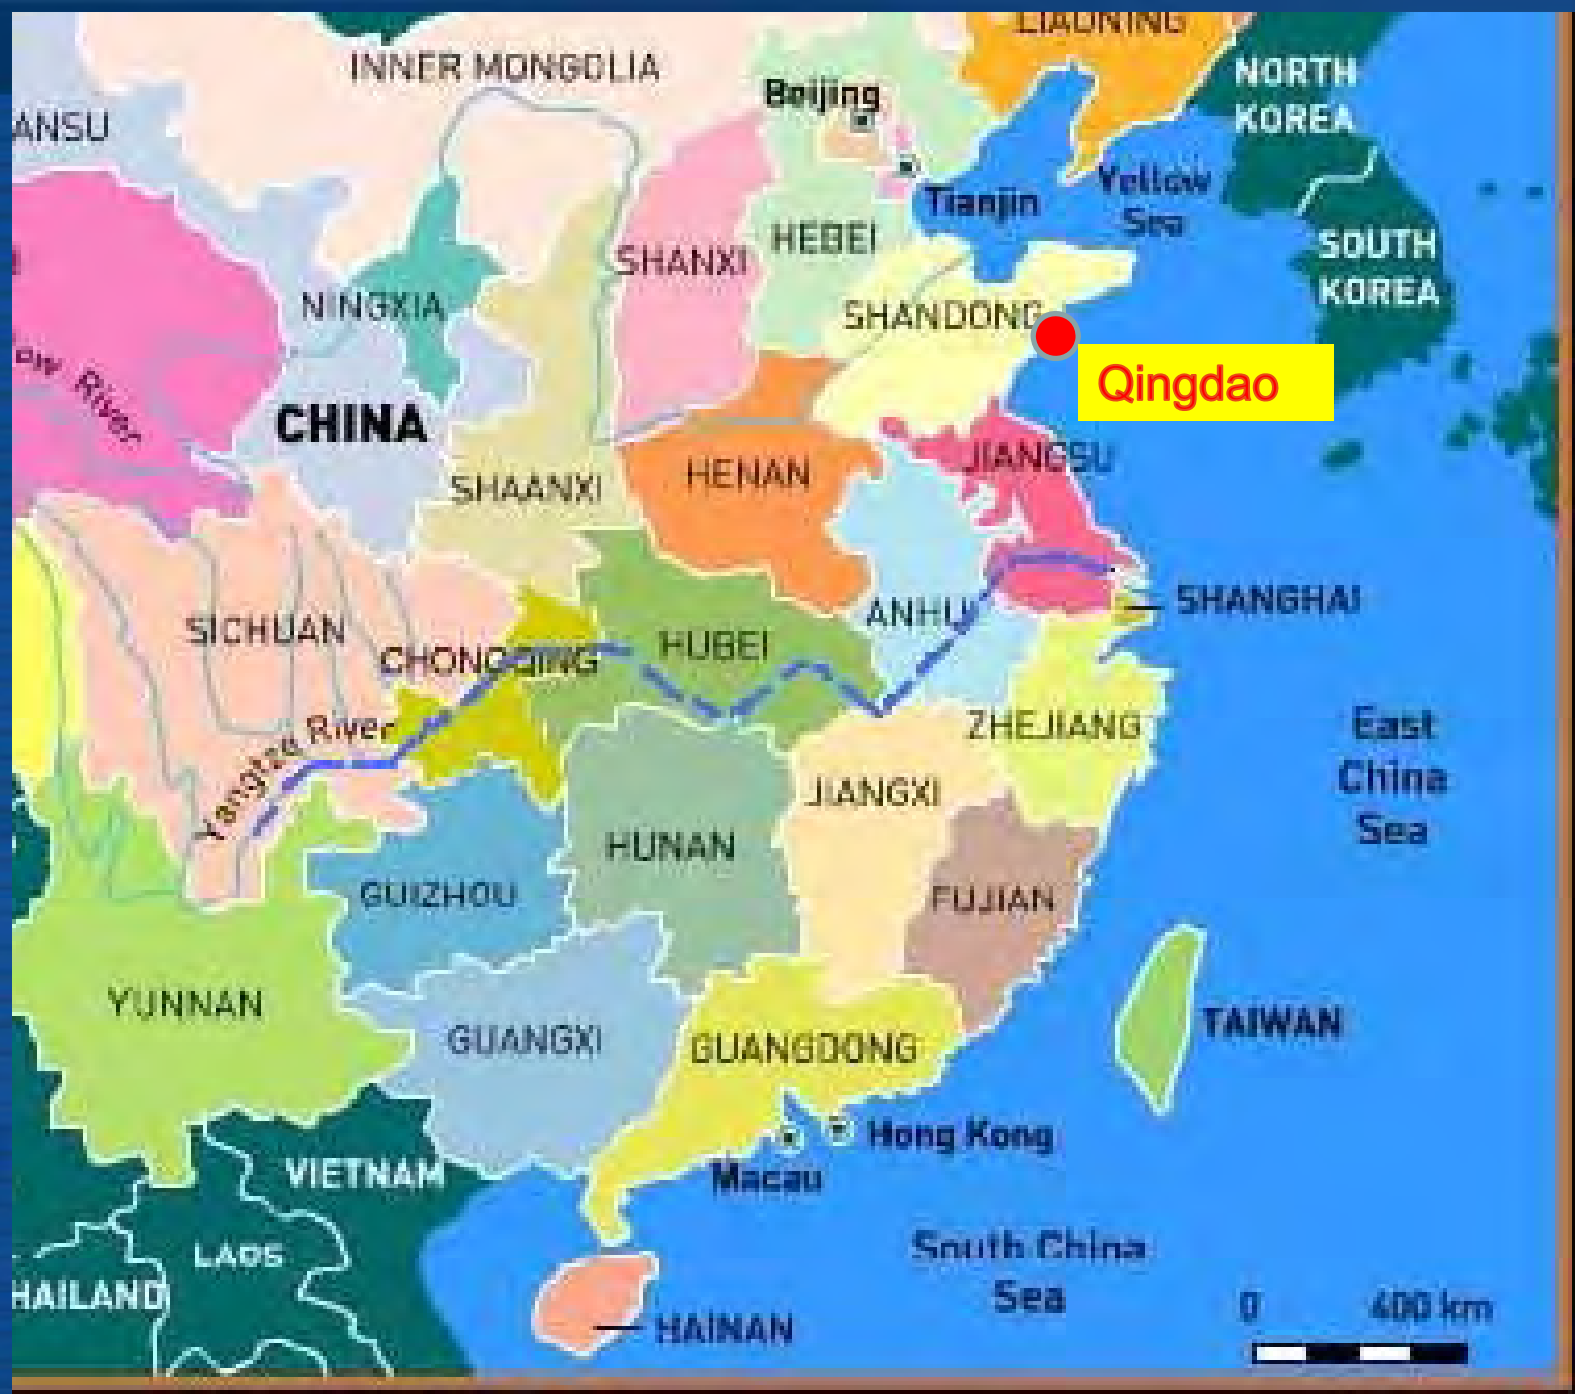 LIAONING
INNER MONGOLIA
NORTH
KOREA
Beijing
ANSU
Yellow
Sea
Tianjin
HEBEI
SHANXI
SOUTH
KOREA
NINGXIA
SHANDONG
ow River
Qingdao
CHINA
JIANGSU
HENAN
SHAANXI
SHANGHAI
ANHUI
SICHUAN
HUBEI
CHONGQING
Yangtze River
ZHEJIANG
East
China
Sea
JIANGXI
HUNAN
GUIZHOU
FUJIAN
YUNNAN
TAIWAN
GUANGXI
GUANGDONG
Hong Kong
Macau
VIETNAM
LAOS
South China
Sea
HAILAND
0 400 km
HAINAN